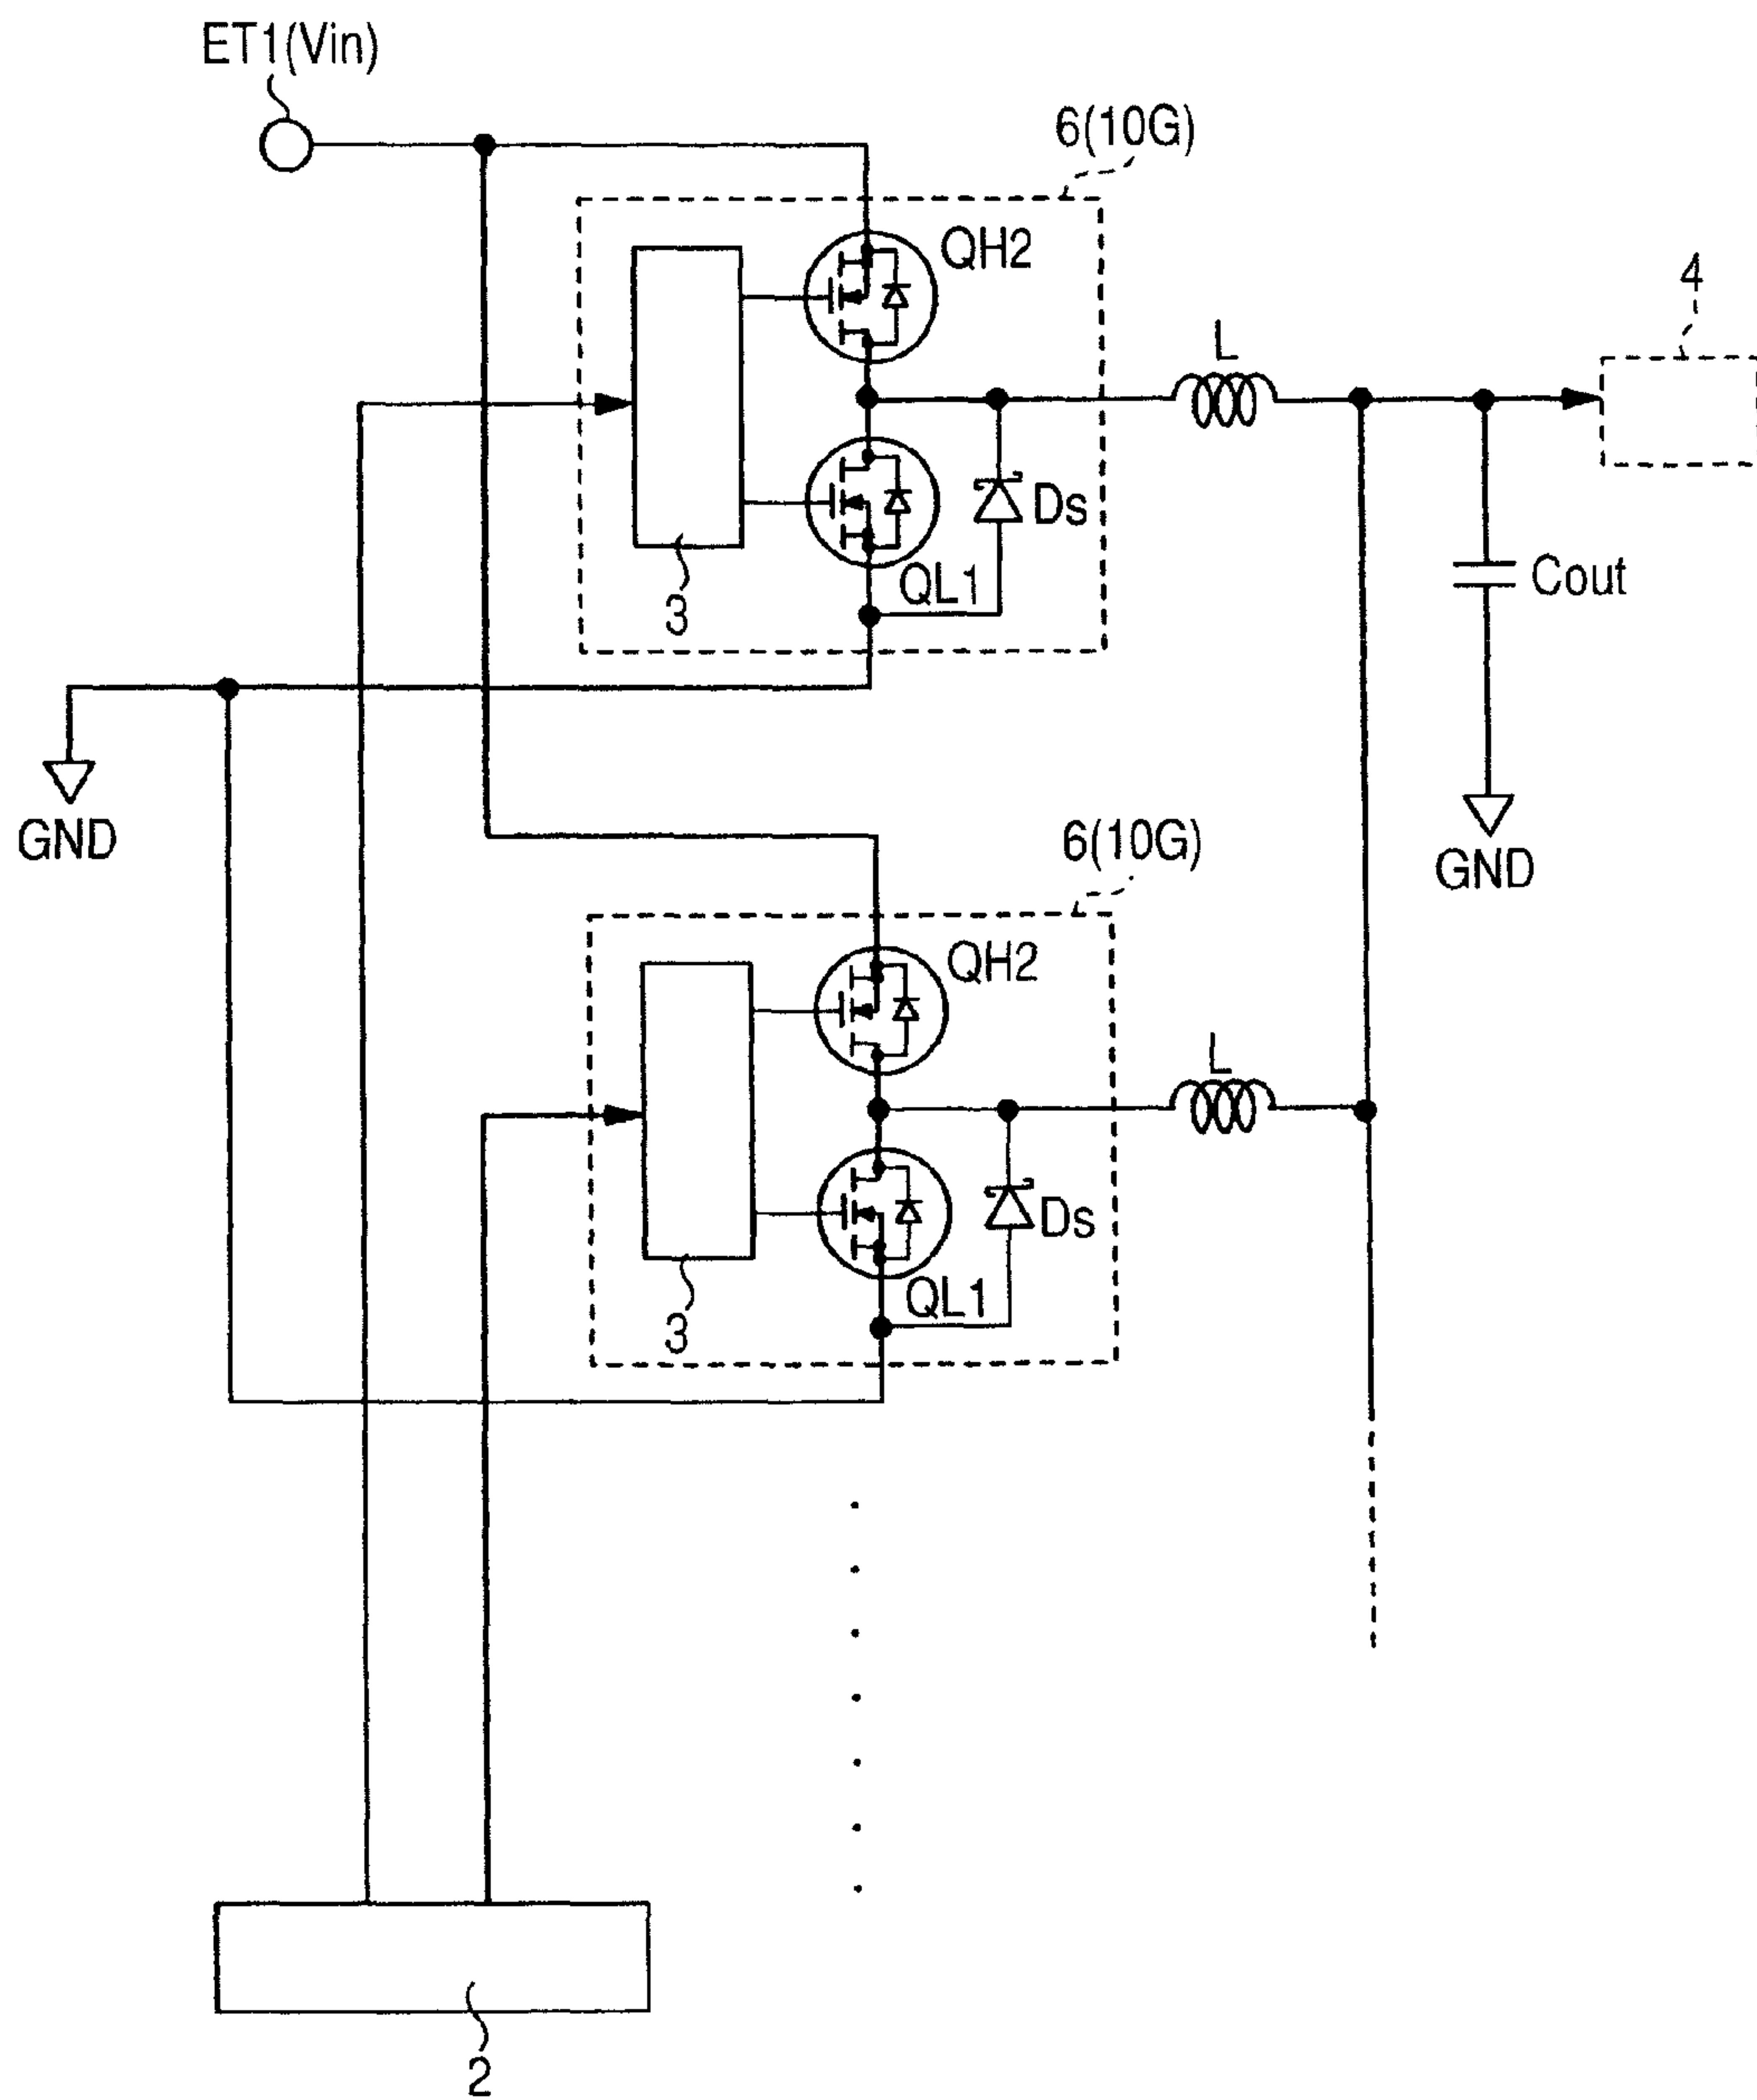 ET1(Vin)
6(10G)
QH2
4
L
Ds
Cout
QL1
3
GND
GND
6(10G)
QH2
L
Ds
QL1
3
2